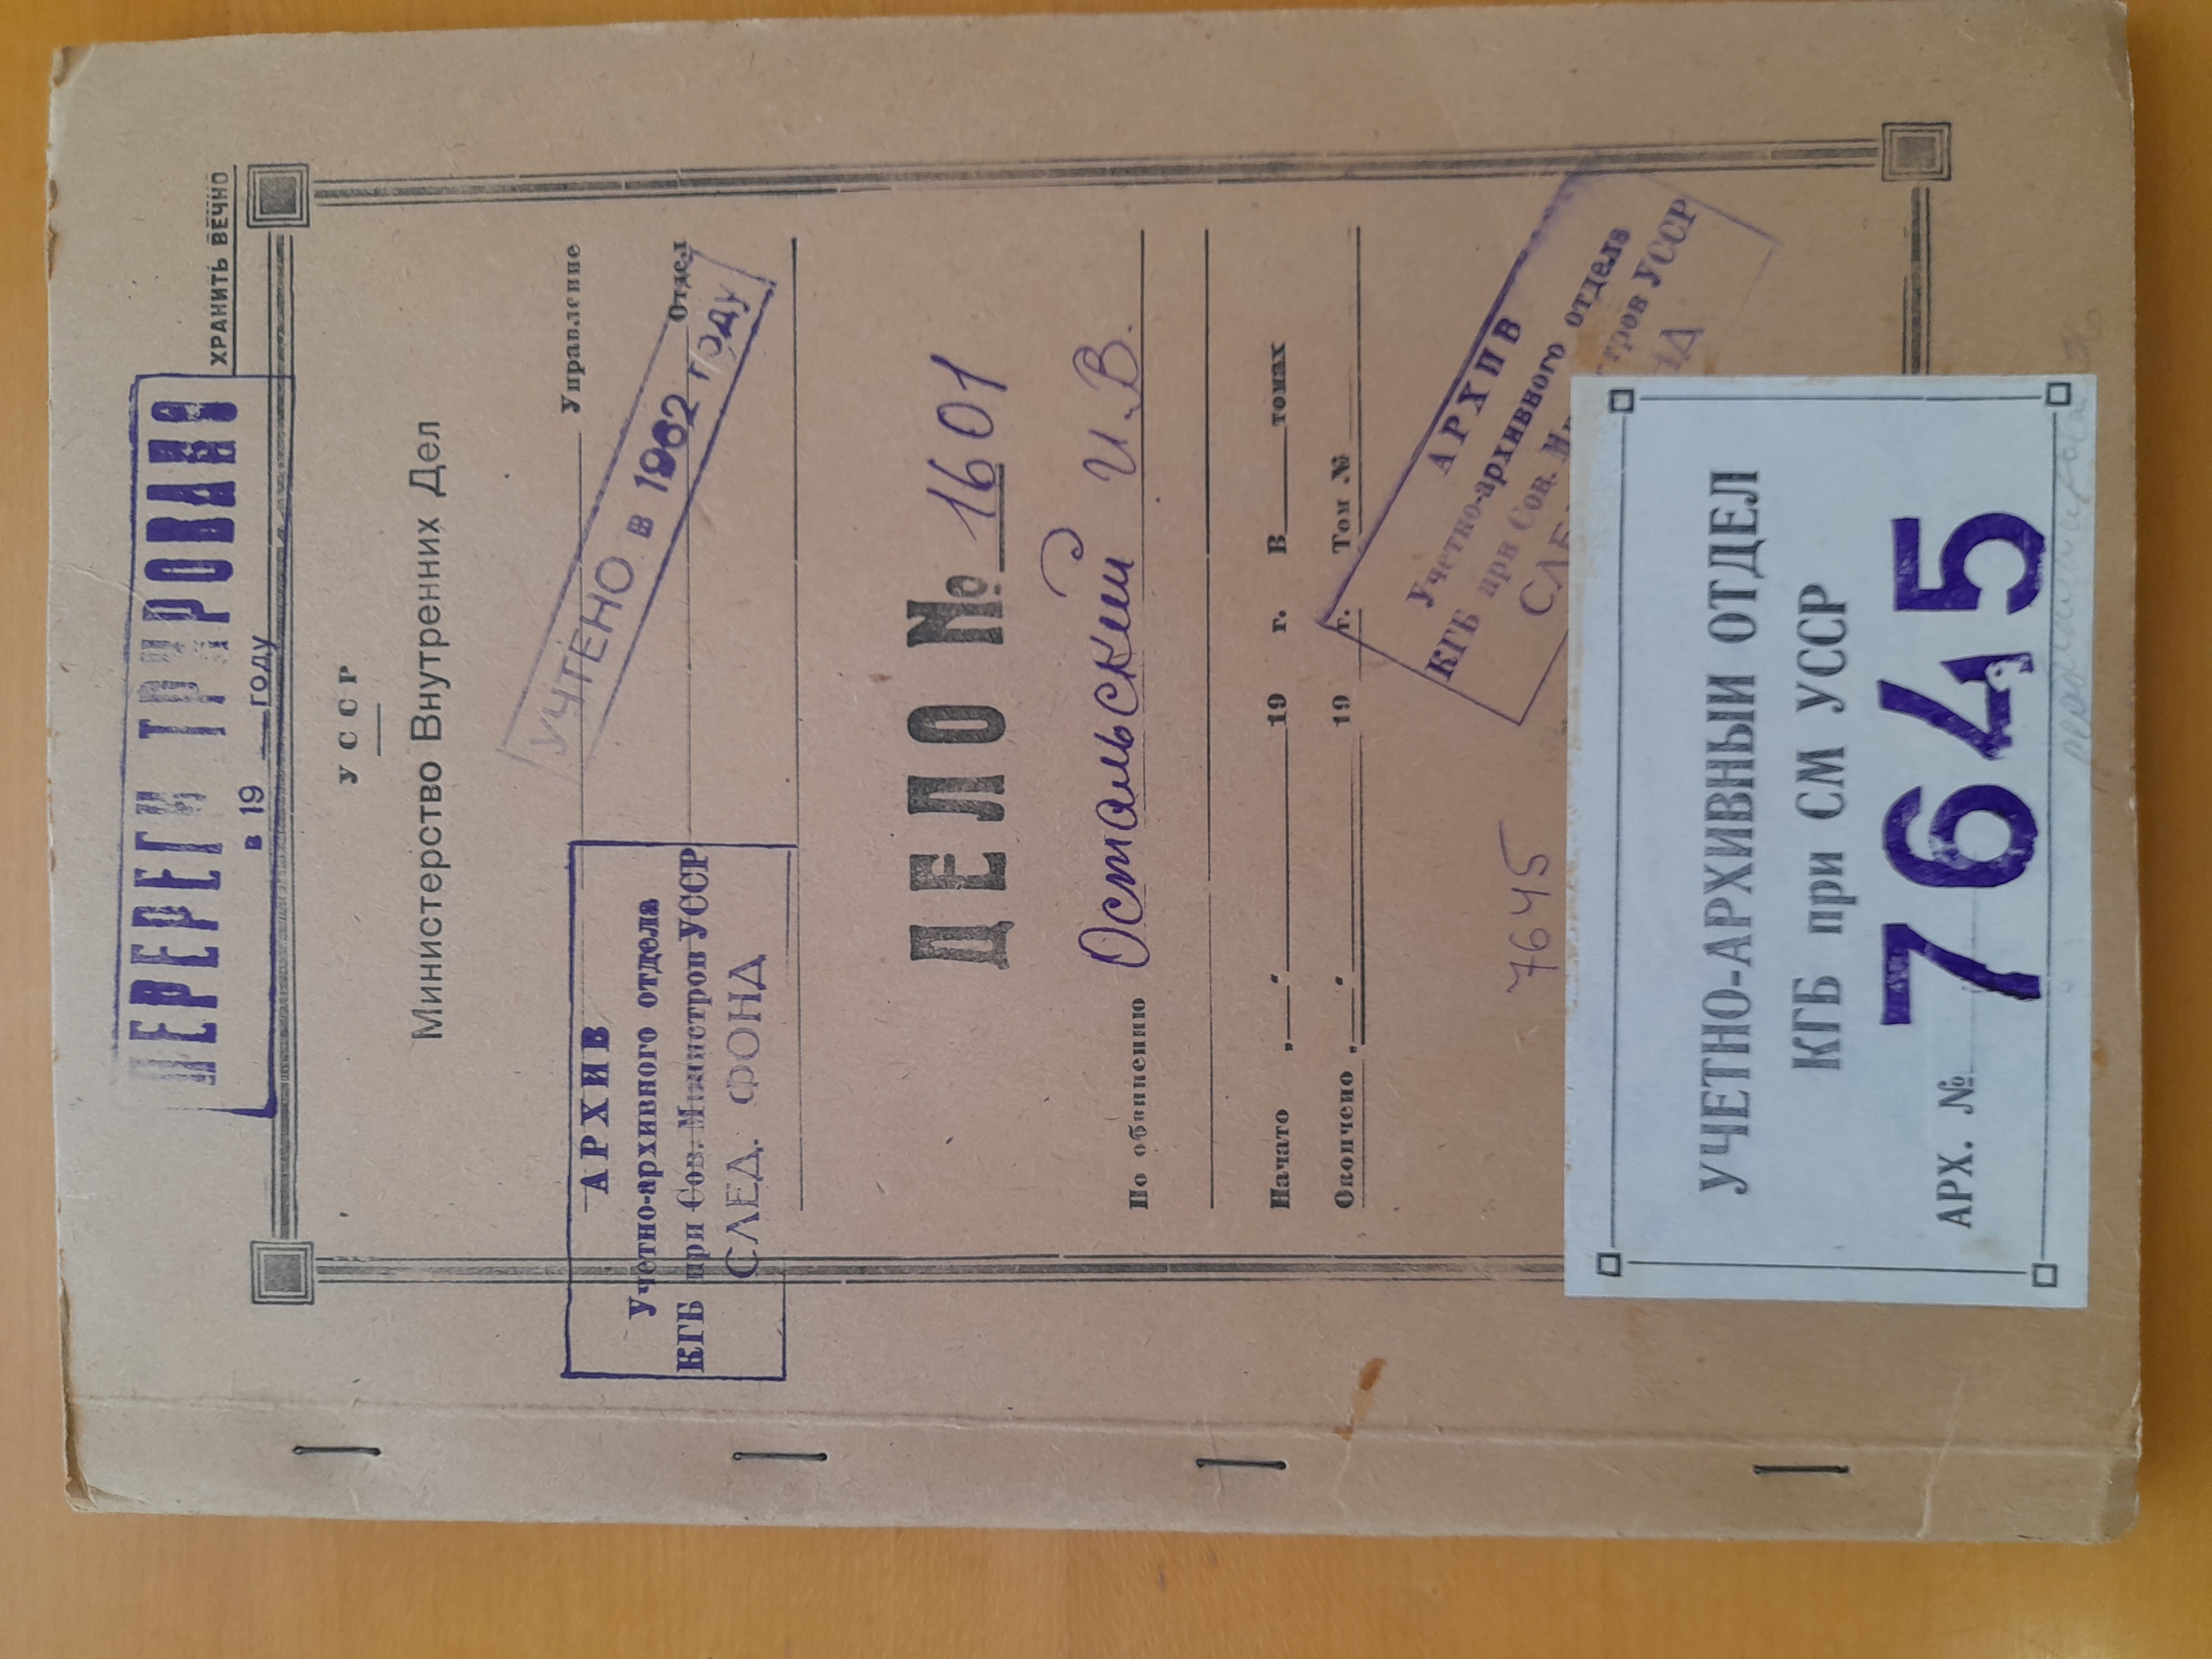 ХРАНИТЬ ВЕЧНО
ПЕРЕРЕГИСТРИРОВАНО
в 19 году
УССР
Министерство Внутренних Дел
Управление
Отдел
УЧТЕНО в 1962 году
АРХИВ
Учетно-архивного отдела
КГБ при Сов. Министров УССР
СЛЕД. ФОНД
ДЕЛО № 1601
По обвинению Остальский И.В.
Начато „ “ 19 г. В томах
Окончено „ “ 19 г. Том №
АРХИВ
Учетно-архивного отдела
КГБ при Сов. тров УССР
7645
УЧЕТНО-АРХИВНЫЙ ОТДЕЛ
КГБ при СМ УССР
АРХ. № 7645